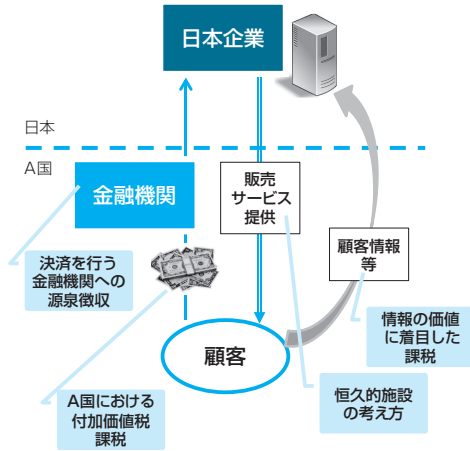 日本企業
日本
A国
金融機関
販売
サービス
提供
決済を行う
金融機関への
源泉徴収
顧客情報
等
情報の価値
に着目した
課税
顧客
A国における
付加価値税
課税
恒久的施設
の考え方